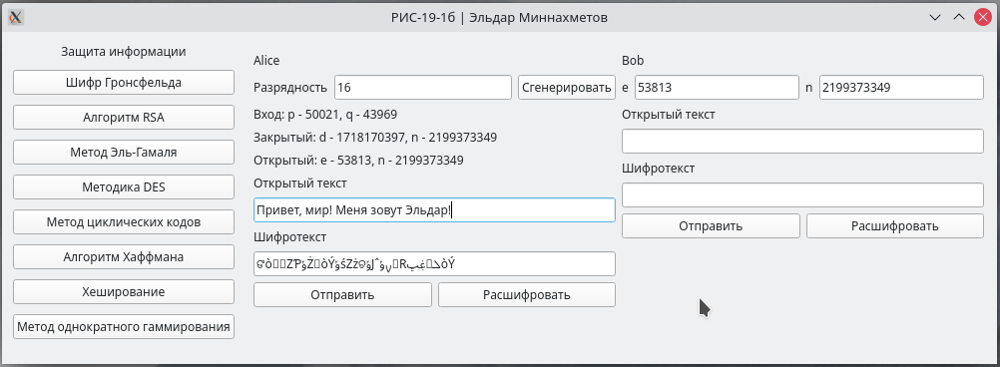 РИС-19-1б | Эльдар Миннахметов
Защита информации
Шифр Гронсфельда
Алгоритм RSA
Метод Эль-Гамаля
Методика DES
Метод циклических кодов
Алгоритм Хаффмана
Хеширование
Метод однократного гаммирования
Alice
Разрядность 16 Сгенерировать
Вход: p - 50021, q - 43969
Закрытый: d - 1718170397, n - 2199373349
Открытый: e - 53813, n - 2199373349
Открытый текст
Привет, мир! Меня зовут Эльдар!
Шифротекст
Отправить Расшифровать
Bob
e 53813 n 2199373349
Открытый текст
Шифротекст
Отправить Расшифровать